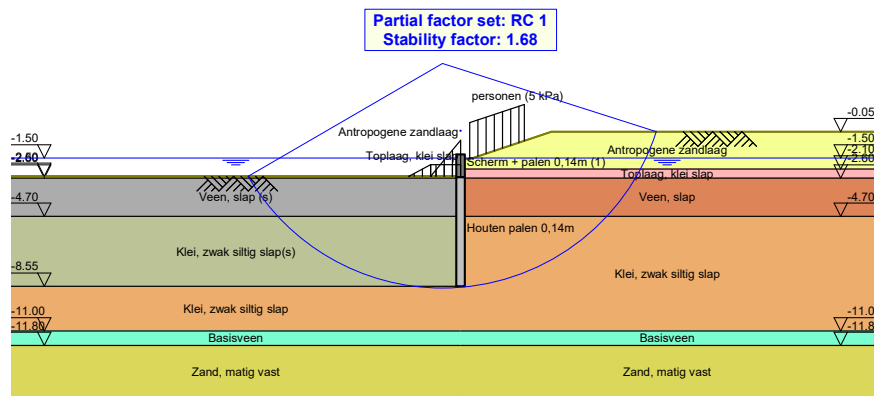 Partial factor set: RC 1
Stability factor: 1.68
personen (5 kPa)
-0.05
Antropogene zandlaag
-1.50
-1.50
Antropogene zandlaag
-2.10
Toplaag, klei slap
Scherm + palen 0,14m (1)
-2.60
-2.60
Toplaag, klei slap
Veen, slap (s)
Veen, slap
-4.70
-4.70
Houten palen 0,14m
Klei, zwak siltig slap(s)
Klei, zwak siltig slap
-8.55
Klei, zwak siltig slap
-11.00
-11.0
-11.80
-11.8
Basisveen
Basisveen
Zand, matig vast
Zand, matig vast